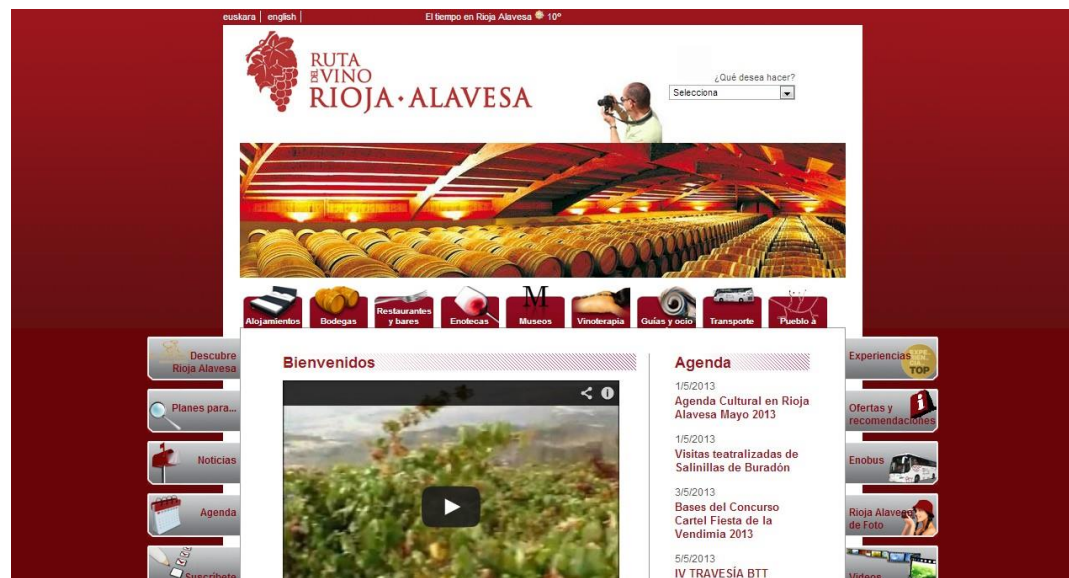 euskara | english |
El tiempo en Rioja Alavesa 10º
RUTA
DEL VINO
RIOJA·ALAVESA
¿Qué desea hacer?
Selecciona
Alojamientos
Bodegas
Restaurantes
y bares
Enotecas
M
Museos
Vinoterapia
Guías y ocio
Transporte
Pueblo a
Descubre
Rioja Alavesa
Planes para...
Noticias
Agenda
Suscríbete
Bienvenidos
Agenda
1/5/2013
Agenda Cultural en Rioja
Alavesa Mayo 2013
1/5/2013
Visitas teatralizadas de
Salinillas de Buradón
3/5/2013
Bases del Concurso
Cartel Fiesta de la
Vendimia 2013
5/5/2013
IV TRAVESÍA BTT
Experiencias
TOP
Ofertas y
recomendaciones
Enobus
Rioja Alavesa
de Foto
Videos